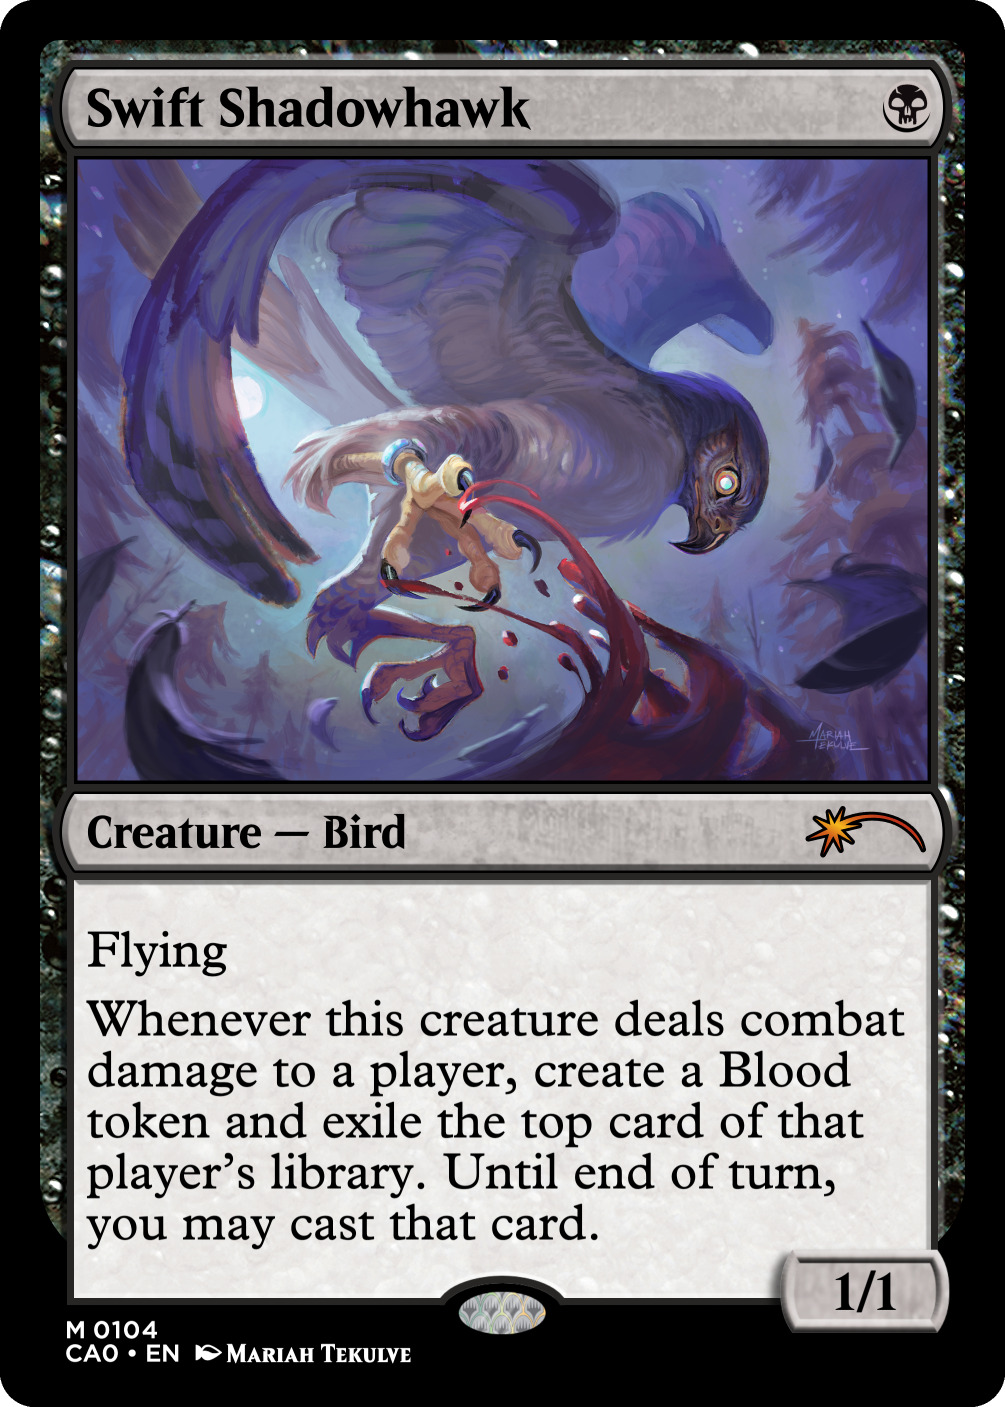 Swift Shadowhawk
MARIAH
TEKULVE
Creature — Bird
Flying
Whenever this creature deals combat
damage to a player, create a Blood
token and exile the top card of that
player’s library. Until end of turn,
you may cast that card.
1/1
M 0104
CAO • EN MARIAH TEKULVE